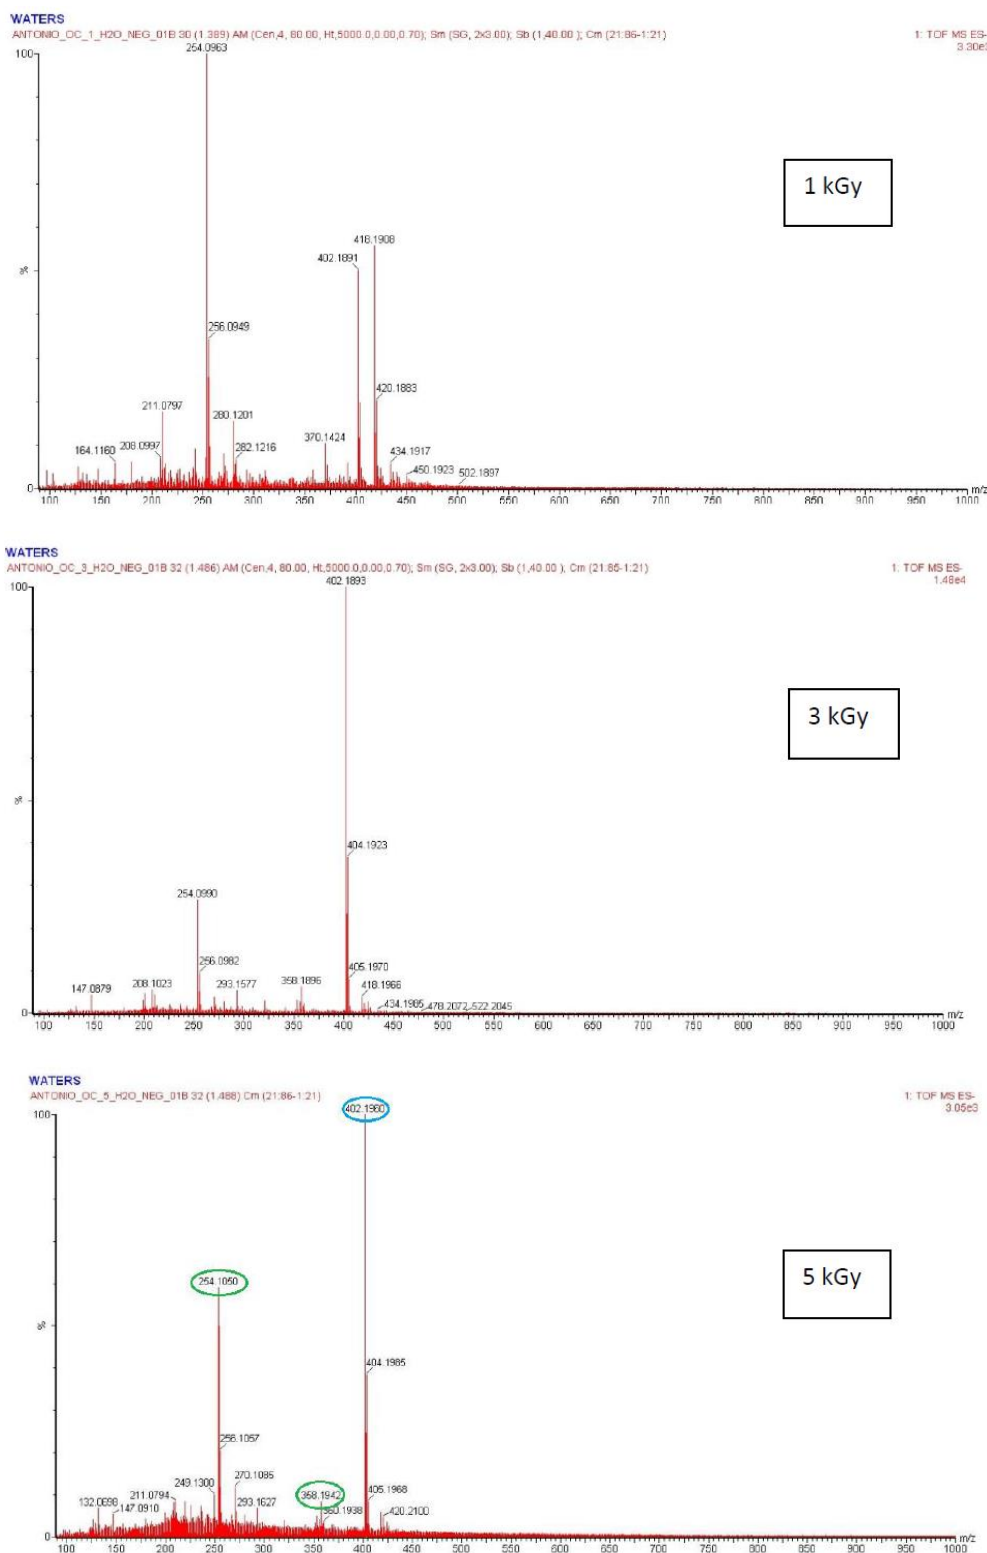 WATERS
ANTONIO_OC_1_H2O_NEG_01B 30 (1.389) AM (Cen,4, 80.00, Ht,5000.0,0.00,0.70); Sm (SG, 2x3.00); Sb (1,40.00 ); Cm (21:86-1:21)
1: TOF MS ES-
100
254.0963
1 kGy
418.1908
402.1891
%
256.0949
420.1883
211.0797
280.1201
370.1424
164.1160
208.0997
282.1216
434.1917
450.1923
502.1897
0
m/z
100 150 200 250 300 350 400 450 500 550 600 650 700 750 800 850 900 950 1000
WATERS
ANTONIO_OC_3_H2O_NEG_01B 32 (1.486) AM (Cen,4, 80.00, Ht,5000.0,0.00,0.70); Sm (SG, 2x3.00); Sb (1,40.00 ); Cm (21:85-1:21)
1: TOF MS ES-
1.48e4
100
402.1893
3 kGy
%
404.1923
254.0990
256.0982
405.1970
147.0879
208.1023
293.1577
358.1896
418.1966
434.1985
478.2072
522.2045
0
m/z
100 150 200 250 300 350 400 450 500 550 600 650 700 750 800 850 900 950 1000
WATERS
ANTONIO_OC_5_H2O_NEG_01B 32 (1.488) Cm (21:86-1:21)
1: TOF MS ES-
3.05e3
100
402.1960
5 kGy
254.1050
%
404.1985
256.1057
249.1300
270.1085
358.1942
405.1968
132.0698
211.0794
147.0910
293.1627
360.1938
420.2100
0
m/z
100 150 200 250 300 350 400 450 500 550 600 650 700 750 800 850 900 950 1000